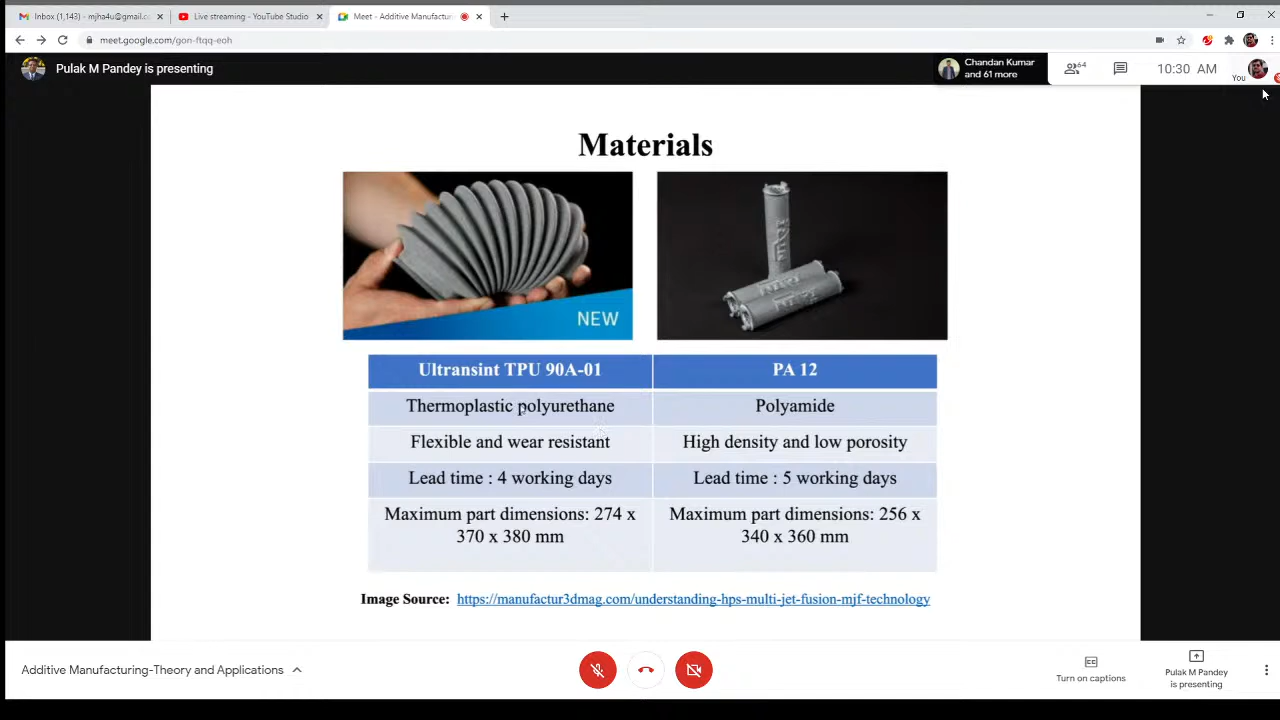 Inbox (1,143) - mjha4u@gmail.c
Live streaming - YouTube Studio
Meet - Additive Manufactur
meet.google.com/gon-ftqq-eoh
Pulak M Pandey is presenting
Chandan Kumar
and 61 more
64
10:30 AM
You
Materials
NEW
Ultransint TPU 90A-01
PA 12
Thermoplastic polyurethane
Polyamide
Flexible and wear resistant
High density and low porosity
Lead time : 4 working days
Lead time : 5 working days
Maximum part dimensions: 274 x
370 x 380 mm
Maximum part dimensions: 256 x
340 x 360 mm
Image Source: https://manufactur3dmag.com/understanding-hps-multi-jet-fusion-mjf-technology
Additive Manufacturing-Theory and Applications
CC
Turn on captions
Pulak M Pandey
is presenting